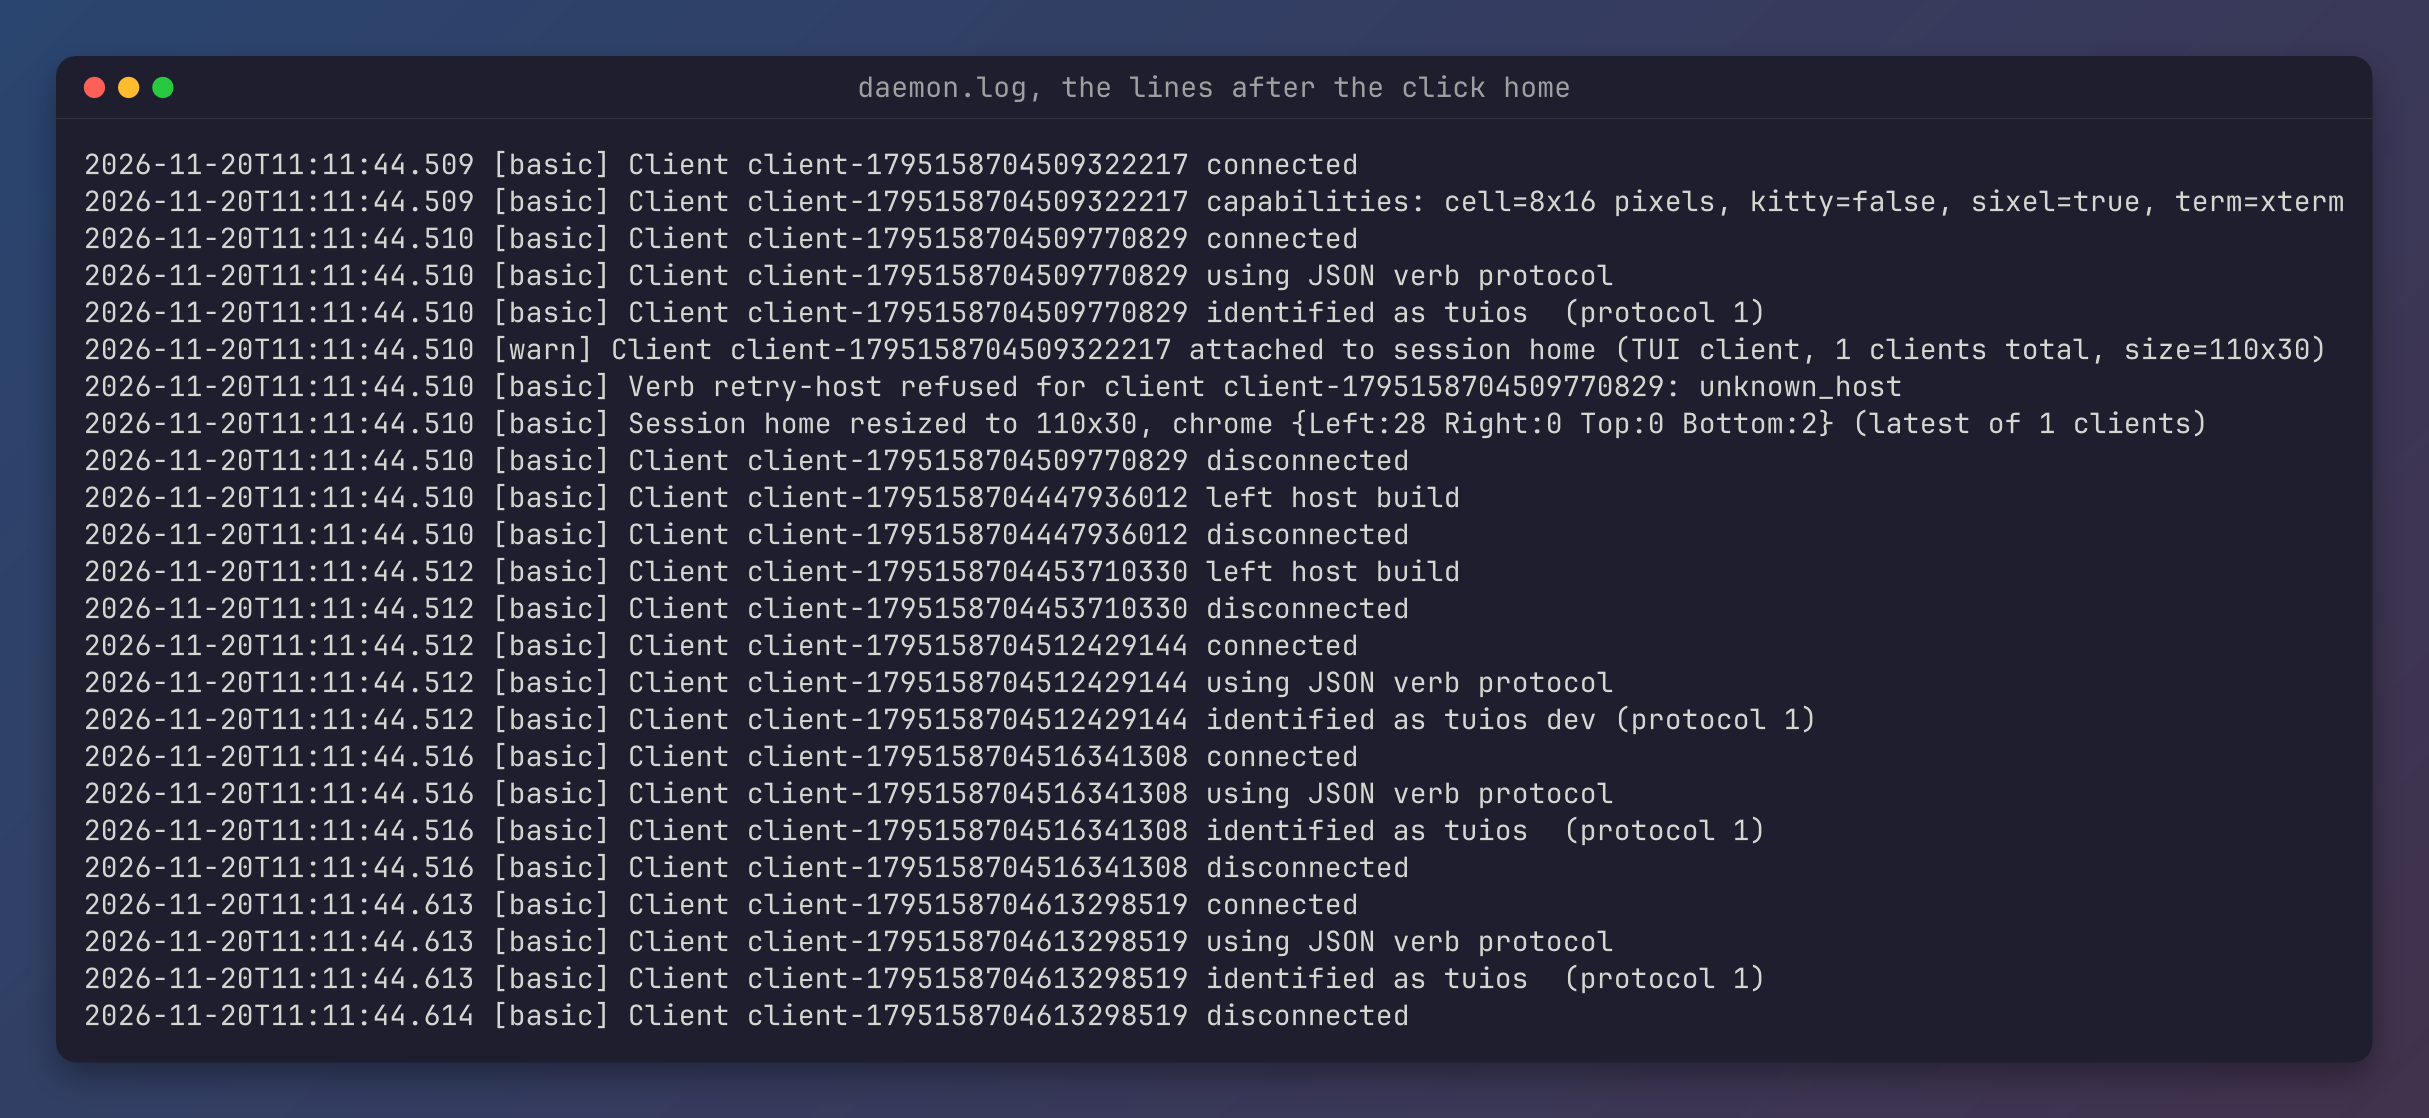 daemon.log, the lines after the click home
2026-11-20T11:11:44.509 [basic] Client client-1795158704509322217 connected
2026-11-20T11:11:44.509 [basic] Client client-1795158704509322217 capabilities: cell=8x16 pixels, kitty=false, sixel=true, term=xterm
2026-11-20T11:11:44.510 [basic] Client client-1795158704509770829 connected
2026-11-20T11:11:44.510 [basic] Client client-1795158704509770829 using JSON verb protocol
2026-11-20T11:11:44.510 [basic] Client client-1795158704509770829 identified as tuios  (protocol 1)
2026-11-20T11:11:44.510 [warn] Client client-1795158704509322217 attached to session home (TUI client, 1 clients total, size=110x30)
2026-11-20T11:11:44.510 [basic] Verb retry-host refused for client client-1795158704509770829: unknown_host
2026-11-20T11:11:44.510 [basic] Session home resized to 110x30, chrome {Left:28 Right:0 Top:0 Bottom:2} (latest of 1 clients)
2026-11-20T11:11:44.510 [basic] Client client-1795158704509770829 disconnected
2026-11-20T11:11:44.510 [basic] Client client-1795158704447936012 left host build
2026-11-20T11:11:44.510 [basic] Client client-1795158704447936012 disconnected
2026-11-20T11:11:44.512 [basic] Client client-1795158704453710330 left host build
2026-11-20T11:11:44.512 [basic] Client client-1795158704453710330 disconnected
2026-11-20T11:11:44.512 [basic] Client client-1795158704512429144 connected
2026-11-20T11:11:44.512 [basic] Client client-1795158704512429144 using JSON verb protocol
2026-11-20T11:11:44.512 [basic] Client client-1795158704512429144 identified as tuios dev (protocol 1)
2026-11-20T11:11:44.516 [basic] Client client-1795158704516341308 connected
2026-11-20T11:11:44.516 [basic] Client client-1795158704516341308 using JSON verb protocol
2026-11-20T11:11:44.516 [basic] Client client-1795158704516341308 identified as tuios  (protocol 1)
2026-11-20T11:11:44.516 [basic] Client client-1795158704516341308 disconnected
2026-11-20T11:11:44.613 [basic] Client client-1795158704613298519 connected
2026-11-20T11:11:44.613 [basic] Client client-1795158704613298519 using JSON verb protocol
2026-11-20T11:11:44.613 [basic] Client client-1795158704613298519 identified as tuios  (protocol 1)
2026-11-20T11:11:44.614 [basic] Client client-1795158704613298519 disconnected